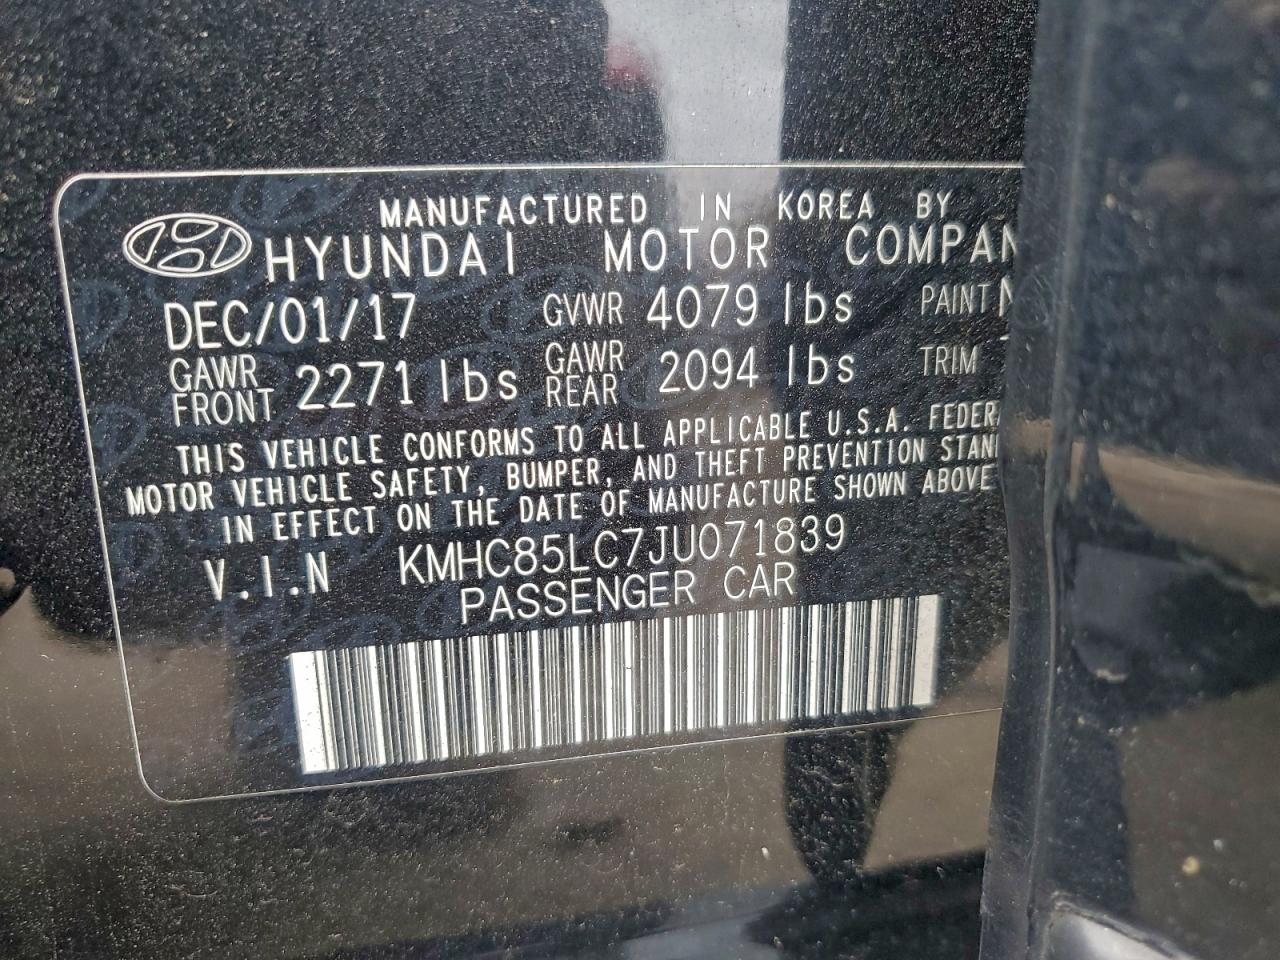 MANUFACTURED IN KOREA BY
HYUNDAI MOTOR COMPAN
DEC/01/17 GVWR 4079 lbs PAINT
GAWR FRONT 2271 lbs GAWR REAR 2094 lbs TRIM
THIS VEHICLE CONFORMS TO ALL APPLICABLE U.S.A. FEDER
MOTOR VEHICLE SAFETY, BUMPER, AND THEFT PREVENTION STAN
IN EFFECT ON THE DATE OF MANUFACTURE SHOWN ABOVE
V.I.N KMHC85LC7JU071839
PASSENGER CAR